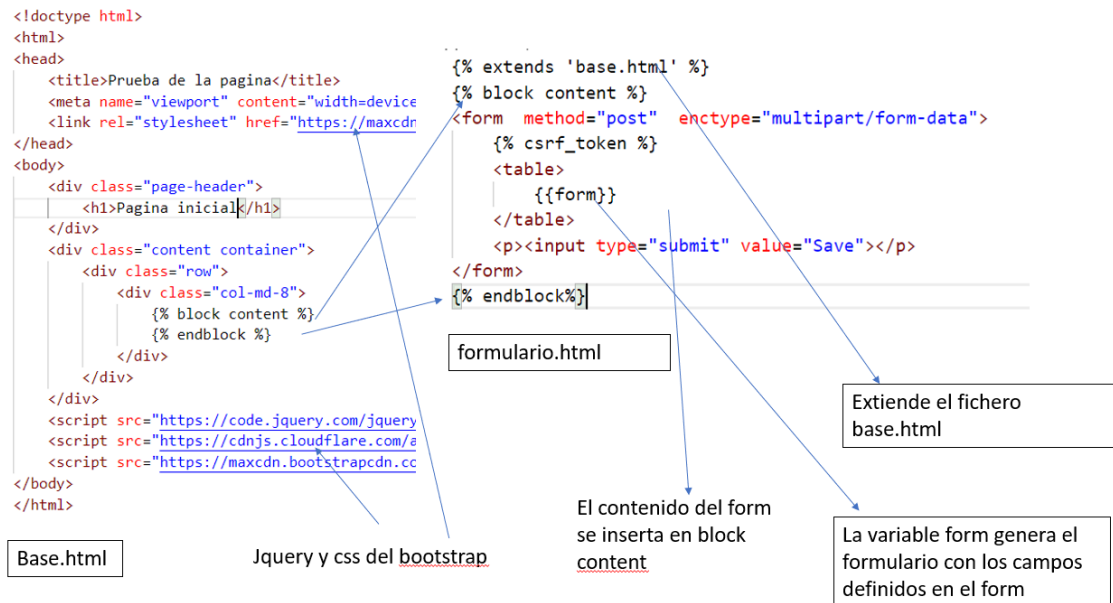 <!doctype html>
<html>
<head>
<title>Prueba de la pagina</title>
<meta name="viewport" content="width=device
<link rel="stylesheet" href="https://maxcdn
</head>
<body>
<div class="page-header">
<h1>Pagina inicial</h1>
</div>
<div class="content container">
<div class="row">
<div class="col-md-8">
{% block content %}
{% endblock %}
</div>
</div>
</div>
<script src="https://code.jquery.com/jquery
<script src="https://cdnjs.cloudflare.com/a
<script src="https://maxcdn.bootstrapcdn.co
</body>
</html>
Base.html
Jquery y css del bootstrap
{% extends 'base.html' %}
{% block content %}
<form method="post" enctype="multipart/form-data">
{% csrf_token %}
<table>
{{form}}
</table>
<p><input type="submit" value="Save"></p>
</form>
{% endblock%}
formulario.html
Extiende el fichero
base.html
El contenido del form
se inserta en block
content
La variable form genera el
formulario con los campos
definidos en el form